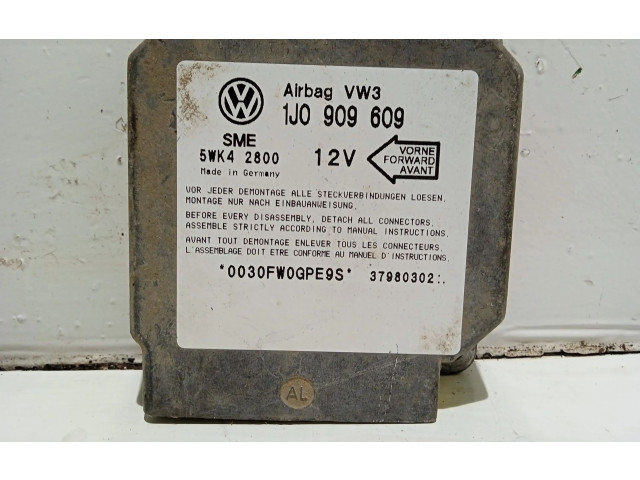 VW
Airbag VW3
1J0 909 609
SME
5WK4 2800
Made in Germany
12V
VORNE
FORWARD
AVANT
VOR JEDER DEMONTAGE ALLE STECKVERBINDUNGEN LOESEN,
MONTAGE NUR NACH EINBAUANWEISUNG.
BEFORE EVERY DISASSEMBLY, DETACH ALL CONNECTORS,
ASSEMBLE STRICTLY ACCORDING TO MANUAL INSTRUCTIONS.
AVANT TOUT DEMONTAGE ENLEVER TOUS LES CONNECTEURS.
L'ASSEMBLAGE DOIT ETRE CONFORME AU MANUEL D'INSTRUCTIONS.
*0030FW0GPE9S* 37980302:.
AL